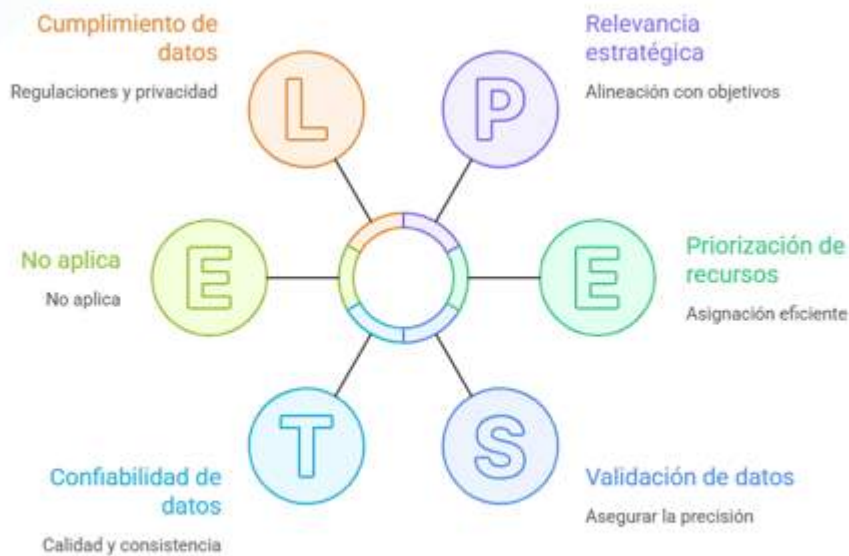 Cumplimiento de
datos
Regulaciones y privacidad
L
P
Relevancia
estratégica
Alineación con objetivos
No aplica
No aplica
E
E
Priorización de
recursos
Asignación eficiente
Confiabilidad de
datos
Calidad y consistencia
T
S
Validación de datos
Asegurar la precisión